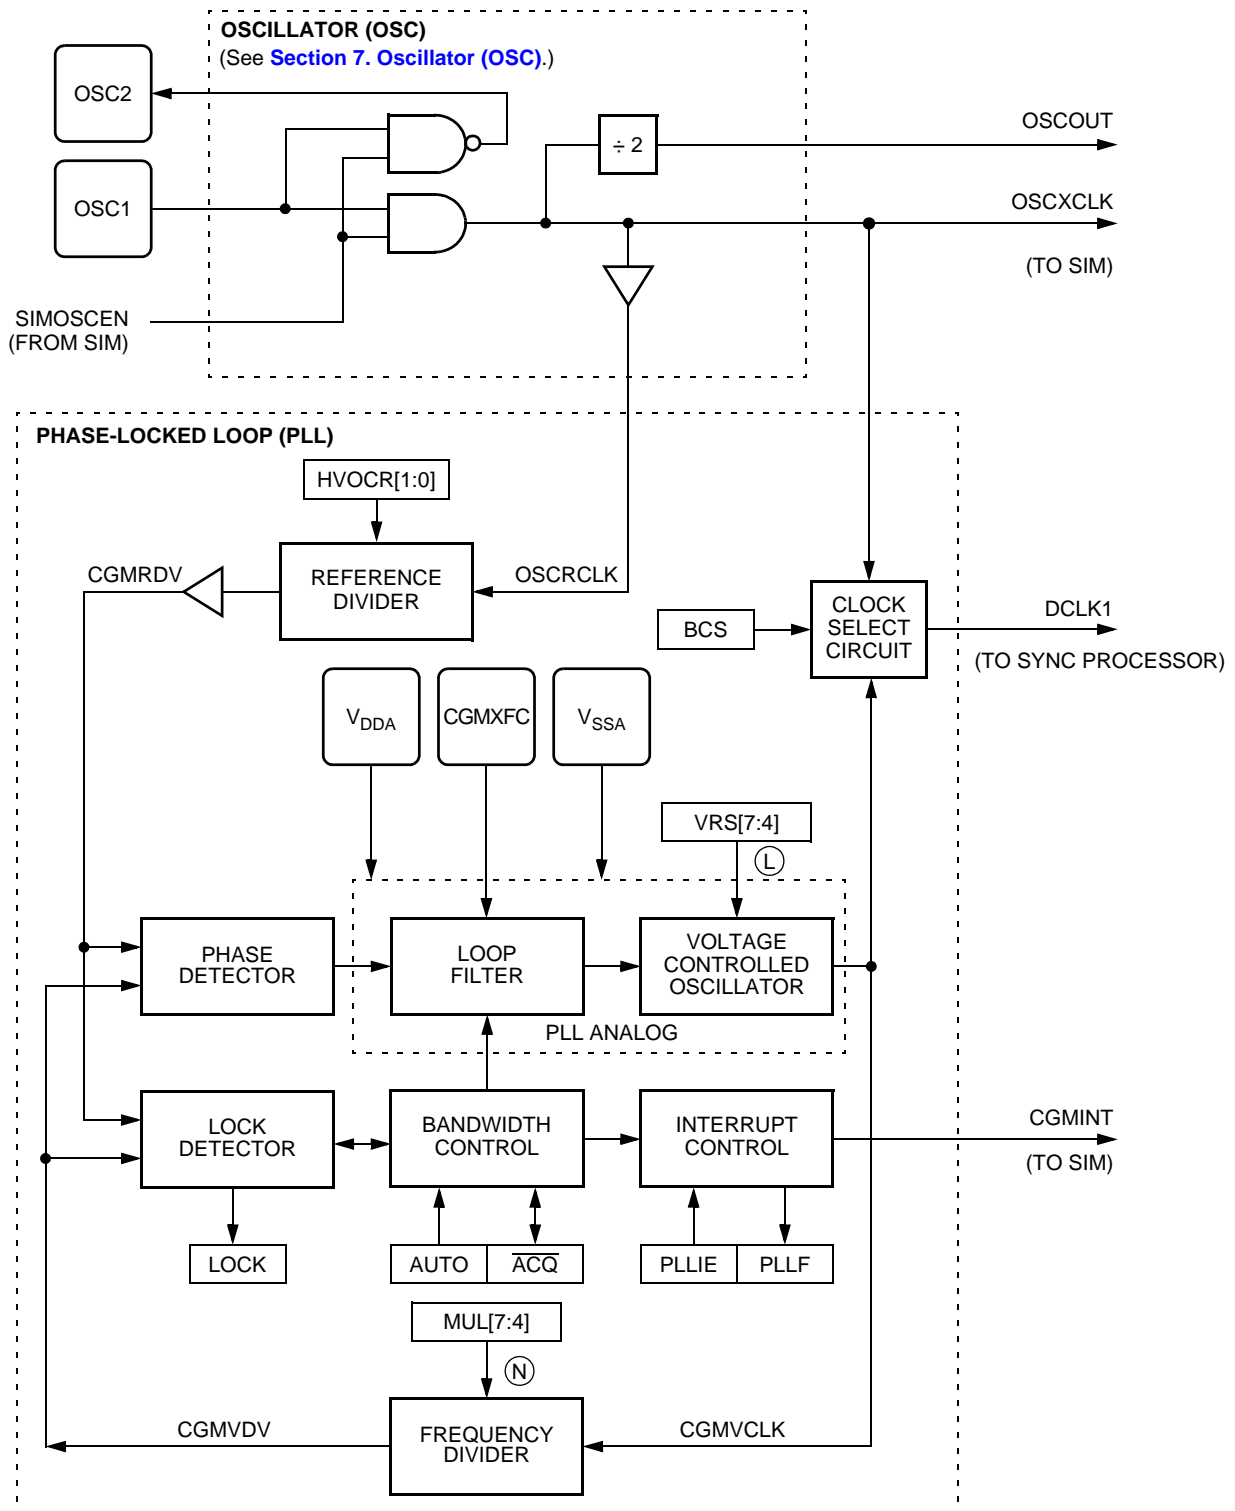 OSCILLATOR (OSC)
(See Section 7. Oscillator (OSC).)
OSC2
÷ 2
OSCOUT
OSC1
OSCXCLK
(TO SIM)
SIMOSCEN
(FROM SIM)
PHASE-LOCKED LOOP (PLL)
HVOCR[1:0]
CGMRDV
REFERENCE
DIVIDER
OSCRCLK
BCS
CLOCK
SELECT
CIRCUIT
DCLK1
(TO SYNC PROCESSOR)
VDDA
CGMXFC
VSSA
VRS[7:4]
L
PHASE
DETECTOR
LOOP
FILTER
VOLTAGE
CONTROLLED
OSCILLATOR
PLL ANALOG
LOCK
DETECTOR
BANDWIDTH
CONTROL
INTERRUPT
CONTROL
CGMINT
(TO SIM)
LOCK
AUTO
ACQ
PLLIE
PLLF
MUL[7:4]
N
CGMVDV
FREQUENCY
DIVIDER
CGMVCLK